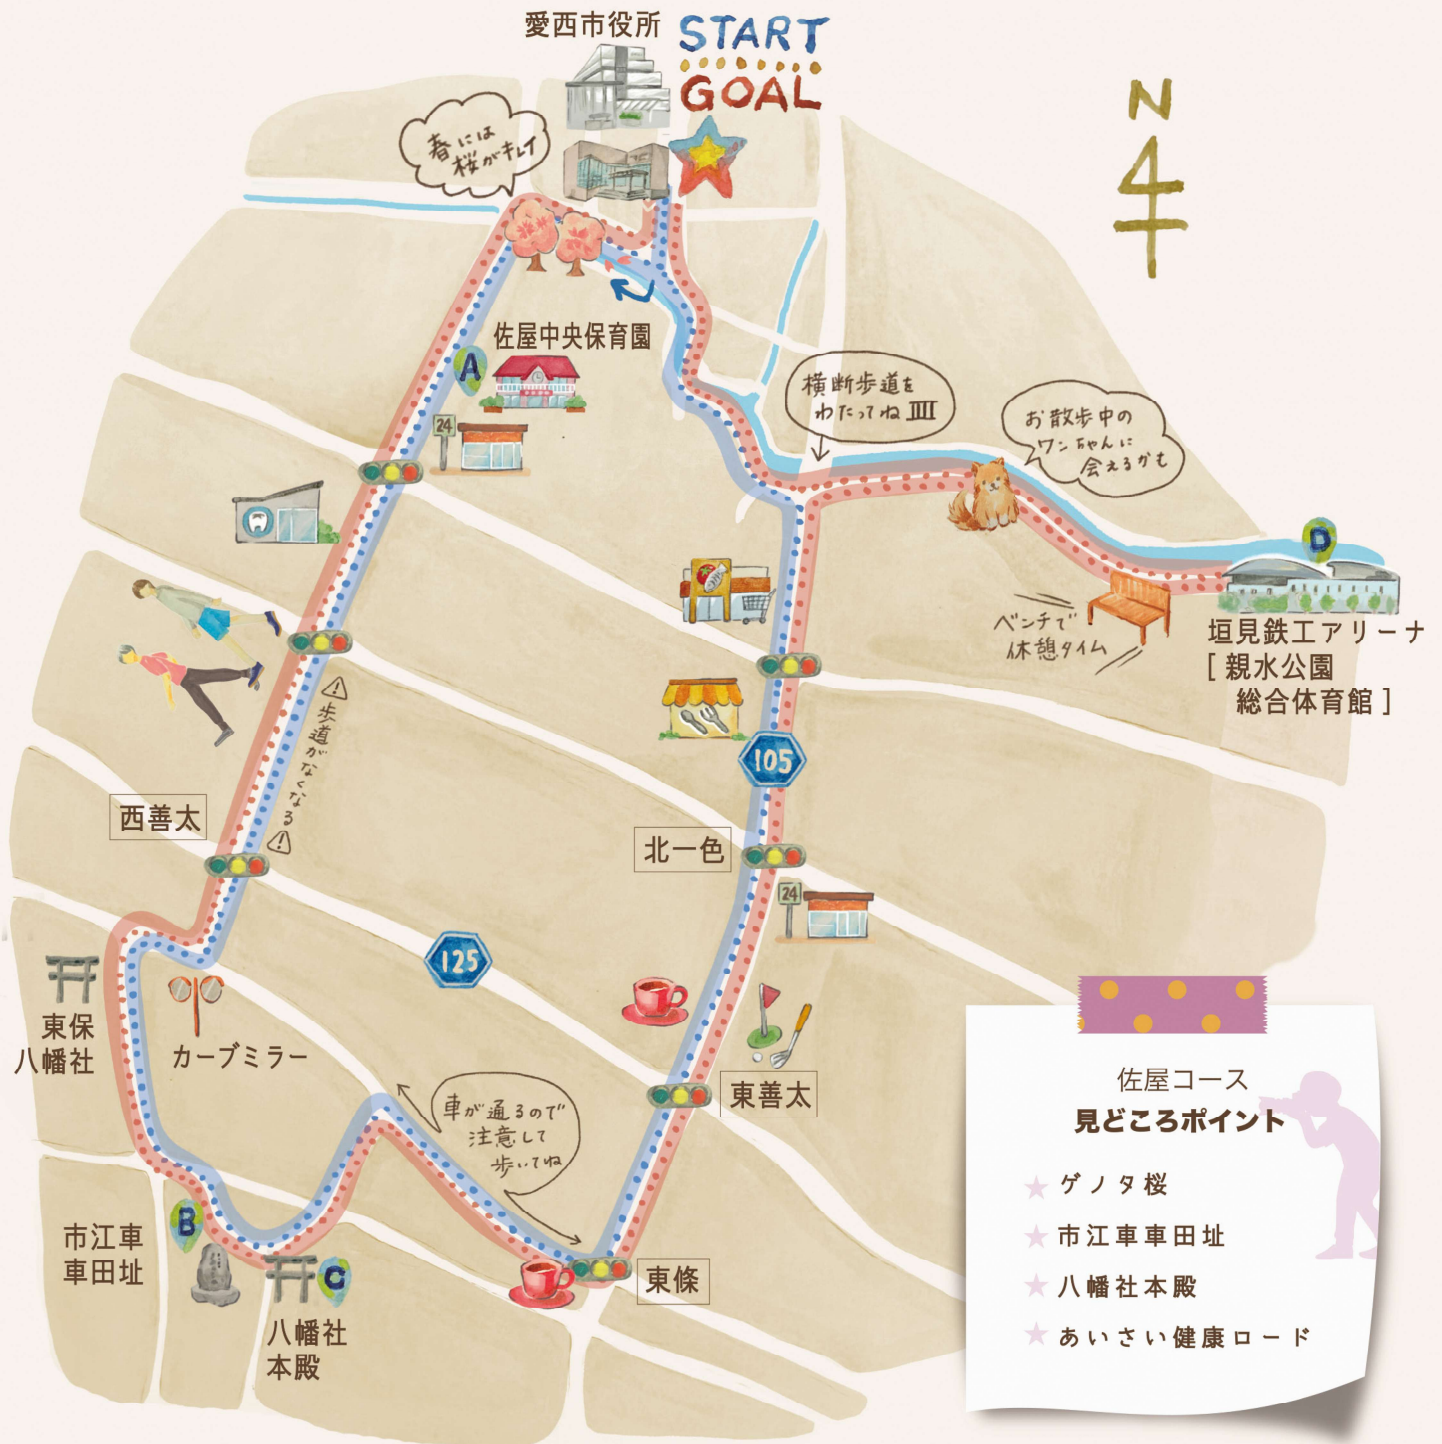 愛西市役所
START
GOAL
N
春には
桜がキレイ
佐屋中央保育園
A
24
横断歩道を
わたってね
お散歩中の
ワンちゃんに
会えるかも
D
ベンチで
休憩タイム
垣見鉄工アリーナ
[ 親水公園
総合体育館 ]
歩道がなくなる
105
西善太
北一色
24
125
東保
八幡社
カーブミラー
車が通るので
注意して
歩いてね
東善太
B
市江車
車田址
C
八幡社
本殿
東條
佐屋コース
見どころポイント
★ ゲノタ桜
★ 市江車車田址
★ 八幡社本殿
★ あいさい健康ロード